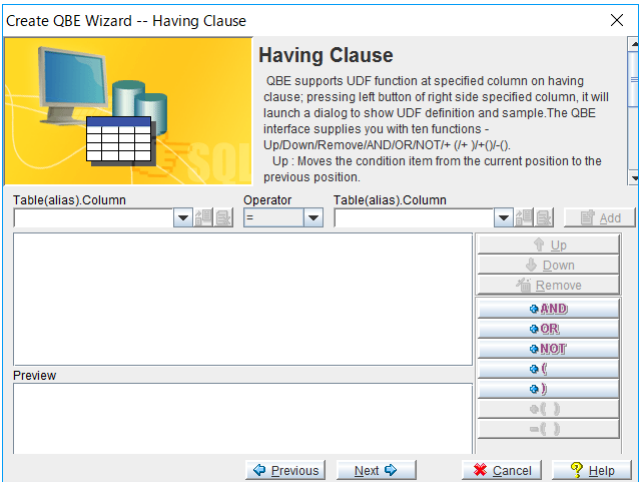 Create QBE Wizard -- Having Clause
Having Clause
QBE supports UDF function at specified column on having
clause; pressing left button of right side specified column, it will
launch a dialog to show UDF definition and sample.The QBE
interface supplies you with ten functions -
Up/Down/Remove/AND/OR/NOT/+ (/+ )/+()/-().
Up : Moves the condition item from the current position to the
previous position.
SQL
Table(alias).Column Operator Table(alias).Column
= Add
Up
Down
Remove
AND
OR
NOT
(
)
( )
-( )
Preview
Previous Next Cancel Help